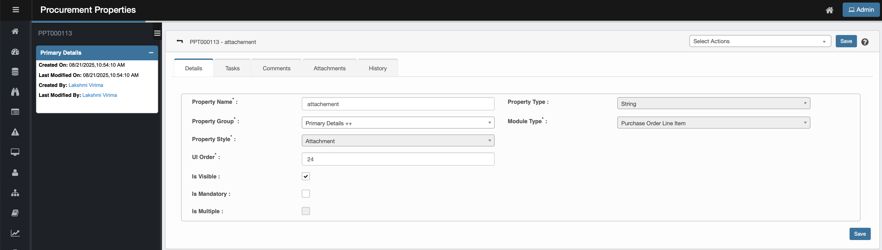 Procurement Properties
Admin
PPT000113
Primary Details
Created On: 08/21/2025,10:54:10 AM
Last Modified On: 08/21/2025,10:54:10 AM
Created By: Lakshmi Virima
Last Modified By: Lakshmi Virima
PPT000113 - attachement
Select Actions
Save
Details Tasks Comments Attachments History
Property Name* : attachement
Property Type : String
Property Group* : Primary Details ++
Module Type* : Purchase Order Line Item
Property Style* : Attachment
UI Order* : 24
Is Visible :
Is Mandatory :
Is Multiple :
Save